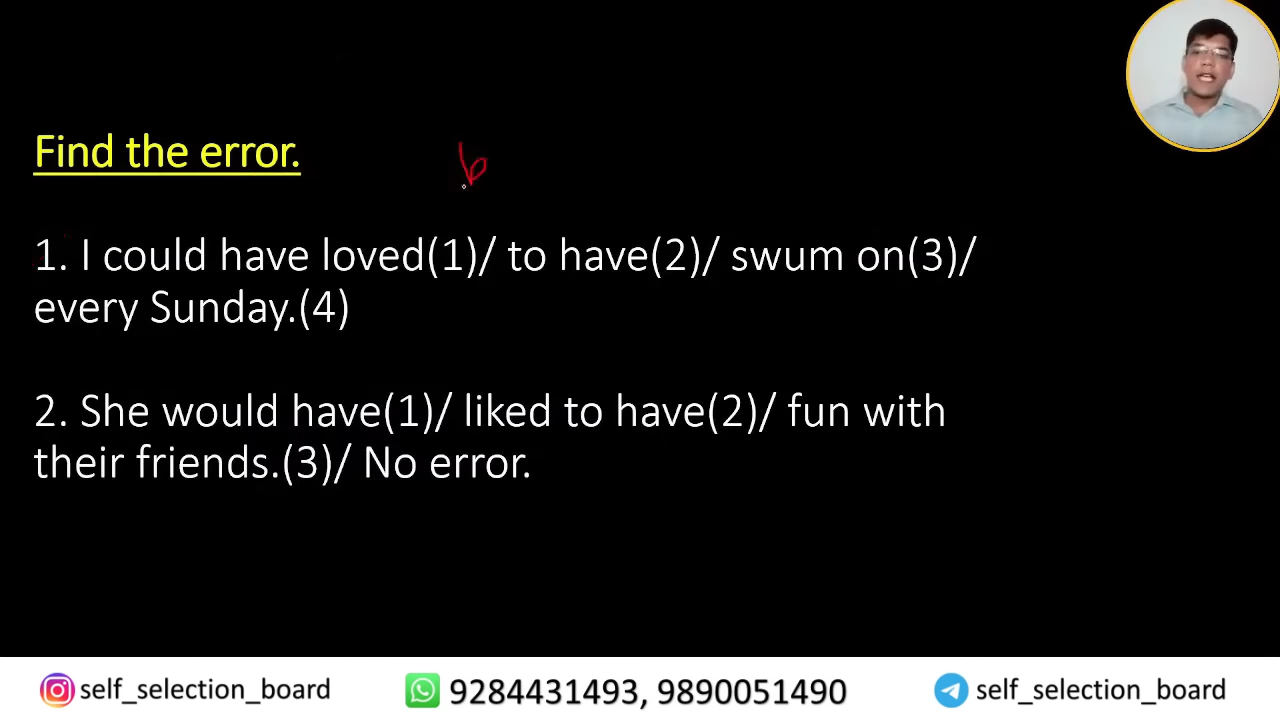 Find the error.
1. I could have loved(1)/ to have(2)/ swum on(3)/
every Sunday.(4)
2. She would have(1)/ liked to have(2)/ fun with
their friends.(3)/ No error.
self_selection_board
9284431493, 9890051490
self_selection_board